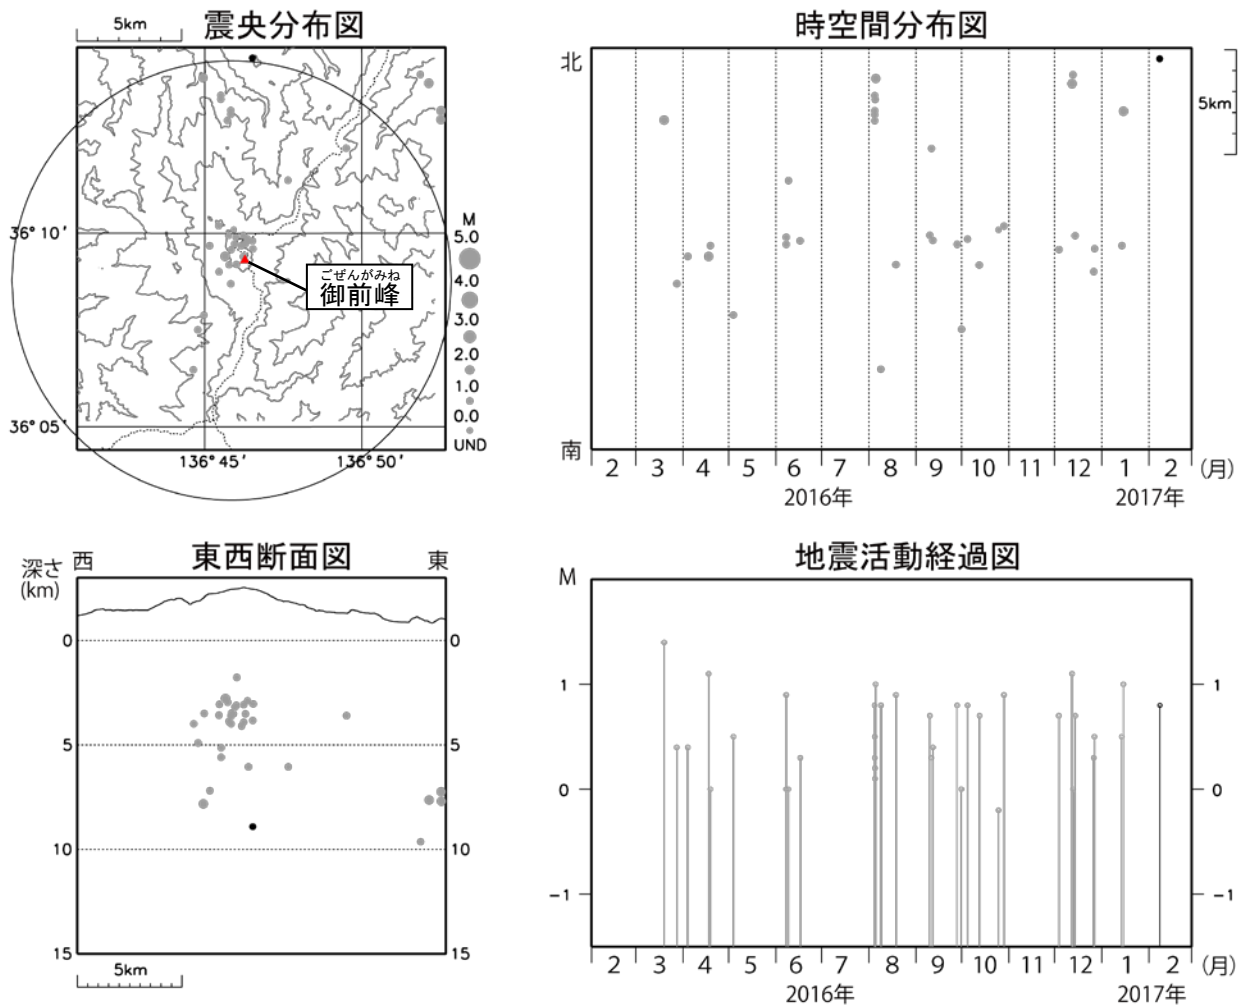 震央分布図
5km
36°10′
36°05′
136°45′
136°50′
ごぜんがみね
御前峰
M
5.0
4.0
3.0
2.0
1.0
0.0
UND
時空間分布図
北
南
5km
2 3 4 5 6 7 8 9 10 11 12 1 2 (月)
2016年 2017年
東西断面図
深さ
(km)
西 東
0 0
5 5
10 10
15 15
5km
地震活動経過図
M
1 1
0 0
-1 -1
2 3 4 5 6 7 8 9 10 11 12 1 2 (月)
2016年 2017年